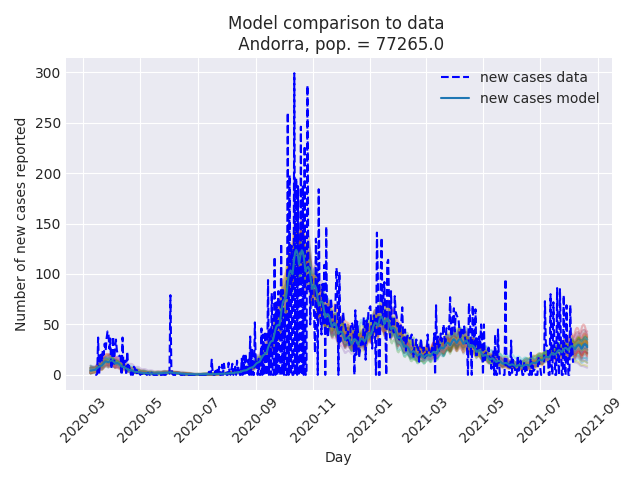 Model comparison to data
Andorra, pop. = 77265.0
new cases data
new cases model
Number of new cases reported
300
250
200
150
100
50
0
2020-03
2020-05
2020-07
2020-09
2020-11
2021-01
2021-03
2021-05
2021-07
2021-09
Day